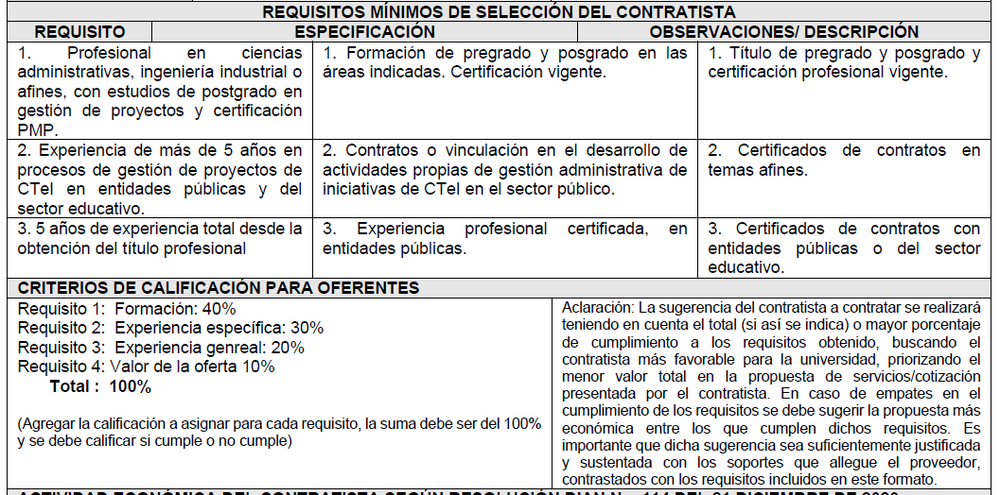 REQUISITOS MÍNIMOS DE SELECCIÓN DEL CONTRATISTA
REQUISITO
ESPECIFICACIÓN
OBSERVACIONES/ DESCRIPCIÓN
1. Profesional en ciencias
administrativas, ingeniería industrial o
afines, con estudios de postgrado en
gestión de proyectos y certificación
PMP.
1. Formación de pregrado y posgrado en las
áreas indicadas. Certificación vigente.
1. Título de pregrado y posgrado y
certificación profesional vigente.
2. Experiencia de más de 5 años en
procesos de gestión de proyectos de
CTeI en entidades públicas y del
sector educativo.
2. Contratos o vinculación en el desarrollo de
actividades propias de gestión administrativa de
iniciativas de CTeI en el sector público.
2. Certificados de contratos en
temas afines.
3. 5 años de experiencia total desde la
obtención del título profesional
3. Experiencia profesional certificada, en
entidades públicas.
3. Certificados de contratos con
entidades públicas o del sector
educativo.
CRITERIOS DE CALIFICACIÓN PARA OFERENTES
Requisito 1: Formación: 40%
Requisito 2: Experiencia específica: 30%
Requisito 3: Experiencia genreal: 20%
Requisito 4: Valor de la oferta 10%
Total : 100%
(Agregar la calificación a asignar para cada requisito, la suma debe ser del 100%
y se debe calificar si cumple o no cumple)
Aclaración: La sugerencia del contratista a contratar se realizará
teniendo en cuenta el total (si así se indica) o mayor porcentaje
de cumplimiento a los requisitos obtenido, buscando el
contratista más favorable para la universidad, priorizando el
menor valor total en la propuesta de servicios/cotización
presentada por el contratista. En caso de empates en el
cumplimiento de los requisitos se debe sugerir la propuesta más
económica entre los que cumplen dichos requisitos. Es
importante que dicha sugerencia sea suficientemente justificada
y sustentada con los soportes que allegue el proveedor,
contrastados con los requisitos incluidos en este formato.
ACTIVIDAD ECONÓMICA DEL CONTRATISTA SEGÚN RESOLUCIÓN DIAN No. 114 DEL 21 DICIEMBRE DE 2020